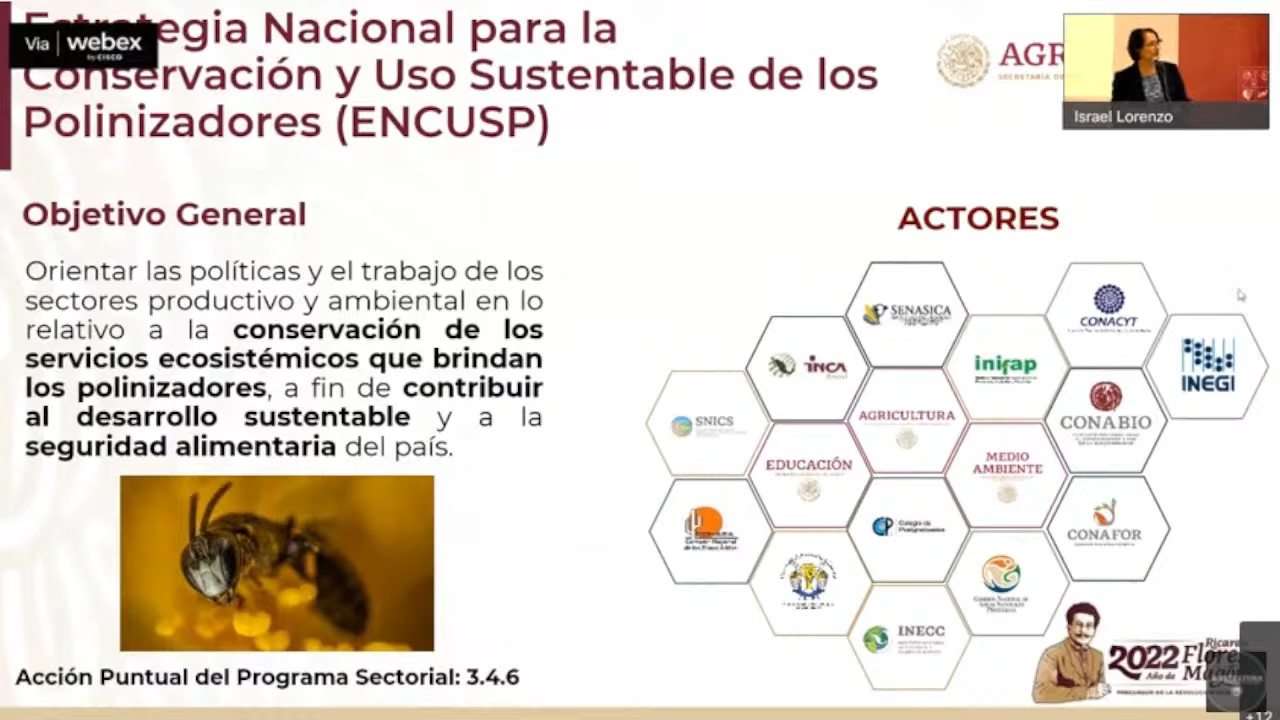 Estrategia Nacional para la
Conservación y Uso Sustentable de los
Polinizadores (ENCUSP)
Via webex
by CISCO
Israel Lorenzo
Objetivo General
Orientar las políticas y el trabajo de los
sectores productivo y ambiental en lo
relativo a la conservación de los
servicios ecosistémicos que brindan
los polinizadores, a fin de contribuir
al desarrollo sustentable y a la
seguridad alimentaria del país.
Acción Puntual del Programa Sectorial: 3.4.6
ACTORES
SENASICA
CONACYT
INCA
inifap
INEGI
SNICS
AGRICULTURA
CONABIO
EDUCACIÓN
MEDIO
AMBIENTE
Colegio de
Postgraduados
CONAFOR
INECC
2022
Año de
Ricardo
Flores
Magón
+12